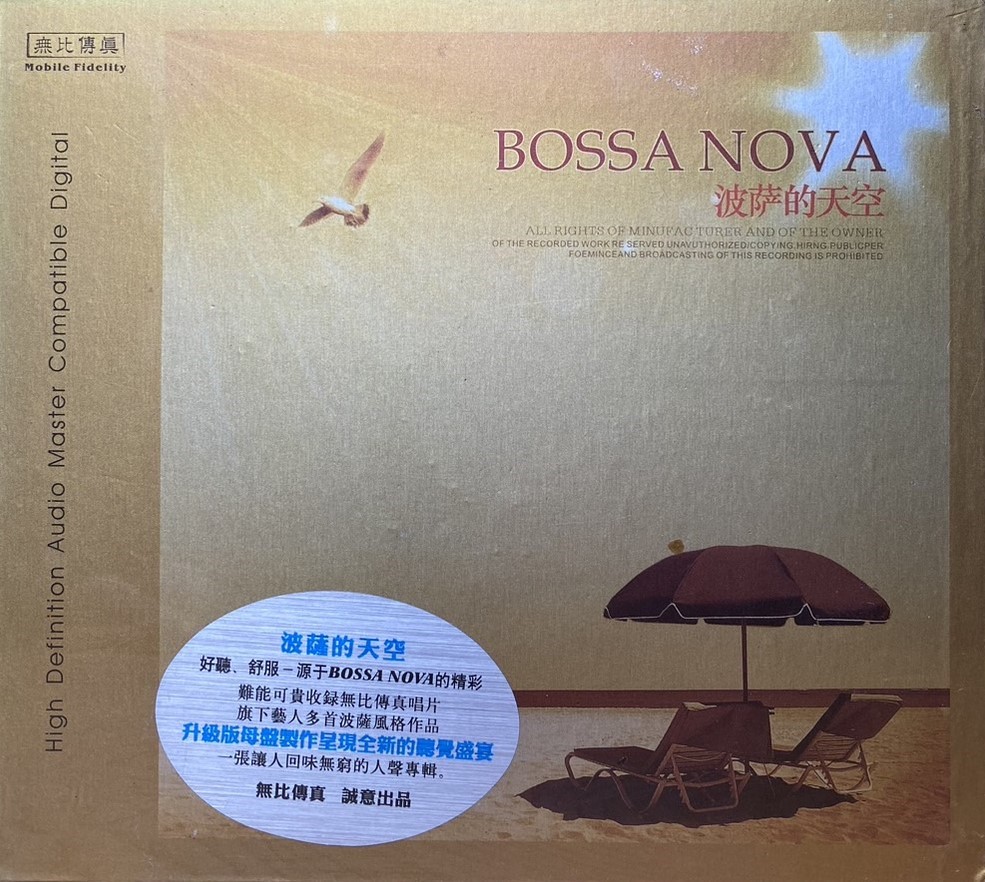 無比傳真
Mobile Fidelity
High Definition Audio Master Compatible Digital
BOSSA NOVA
波萨的天空
ALL RIGHTS OF MINUFAC TURER AND OF THE OWNER
OF THE RECORDED WORK RE SERVED UNAVUTHORIZED/COPYING.HIRNG.PUBLICPER
FOEMINCEAND BROADCASTING OF THIS RECORDING IS PROHIBITED
波薩的天空
好聽、舒服－源于BOSSA NOVA的精彩
難能可貴收録無比傳真唱片
旗下藝人多首波薩風格作品
升級版母盤製作呈現全新的聽覺盛宴
一張讓人回味無窮的人聲專輯。
無比傳真 誠意出品